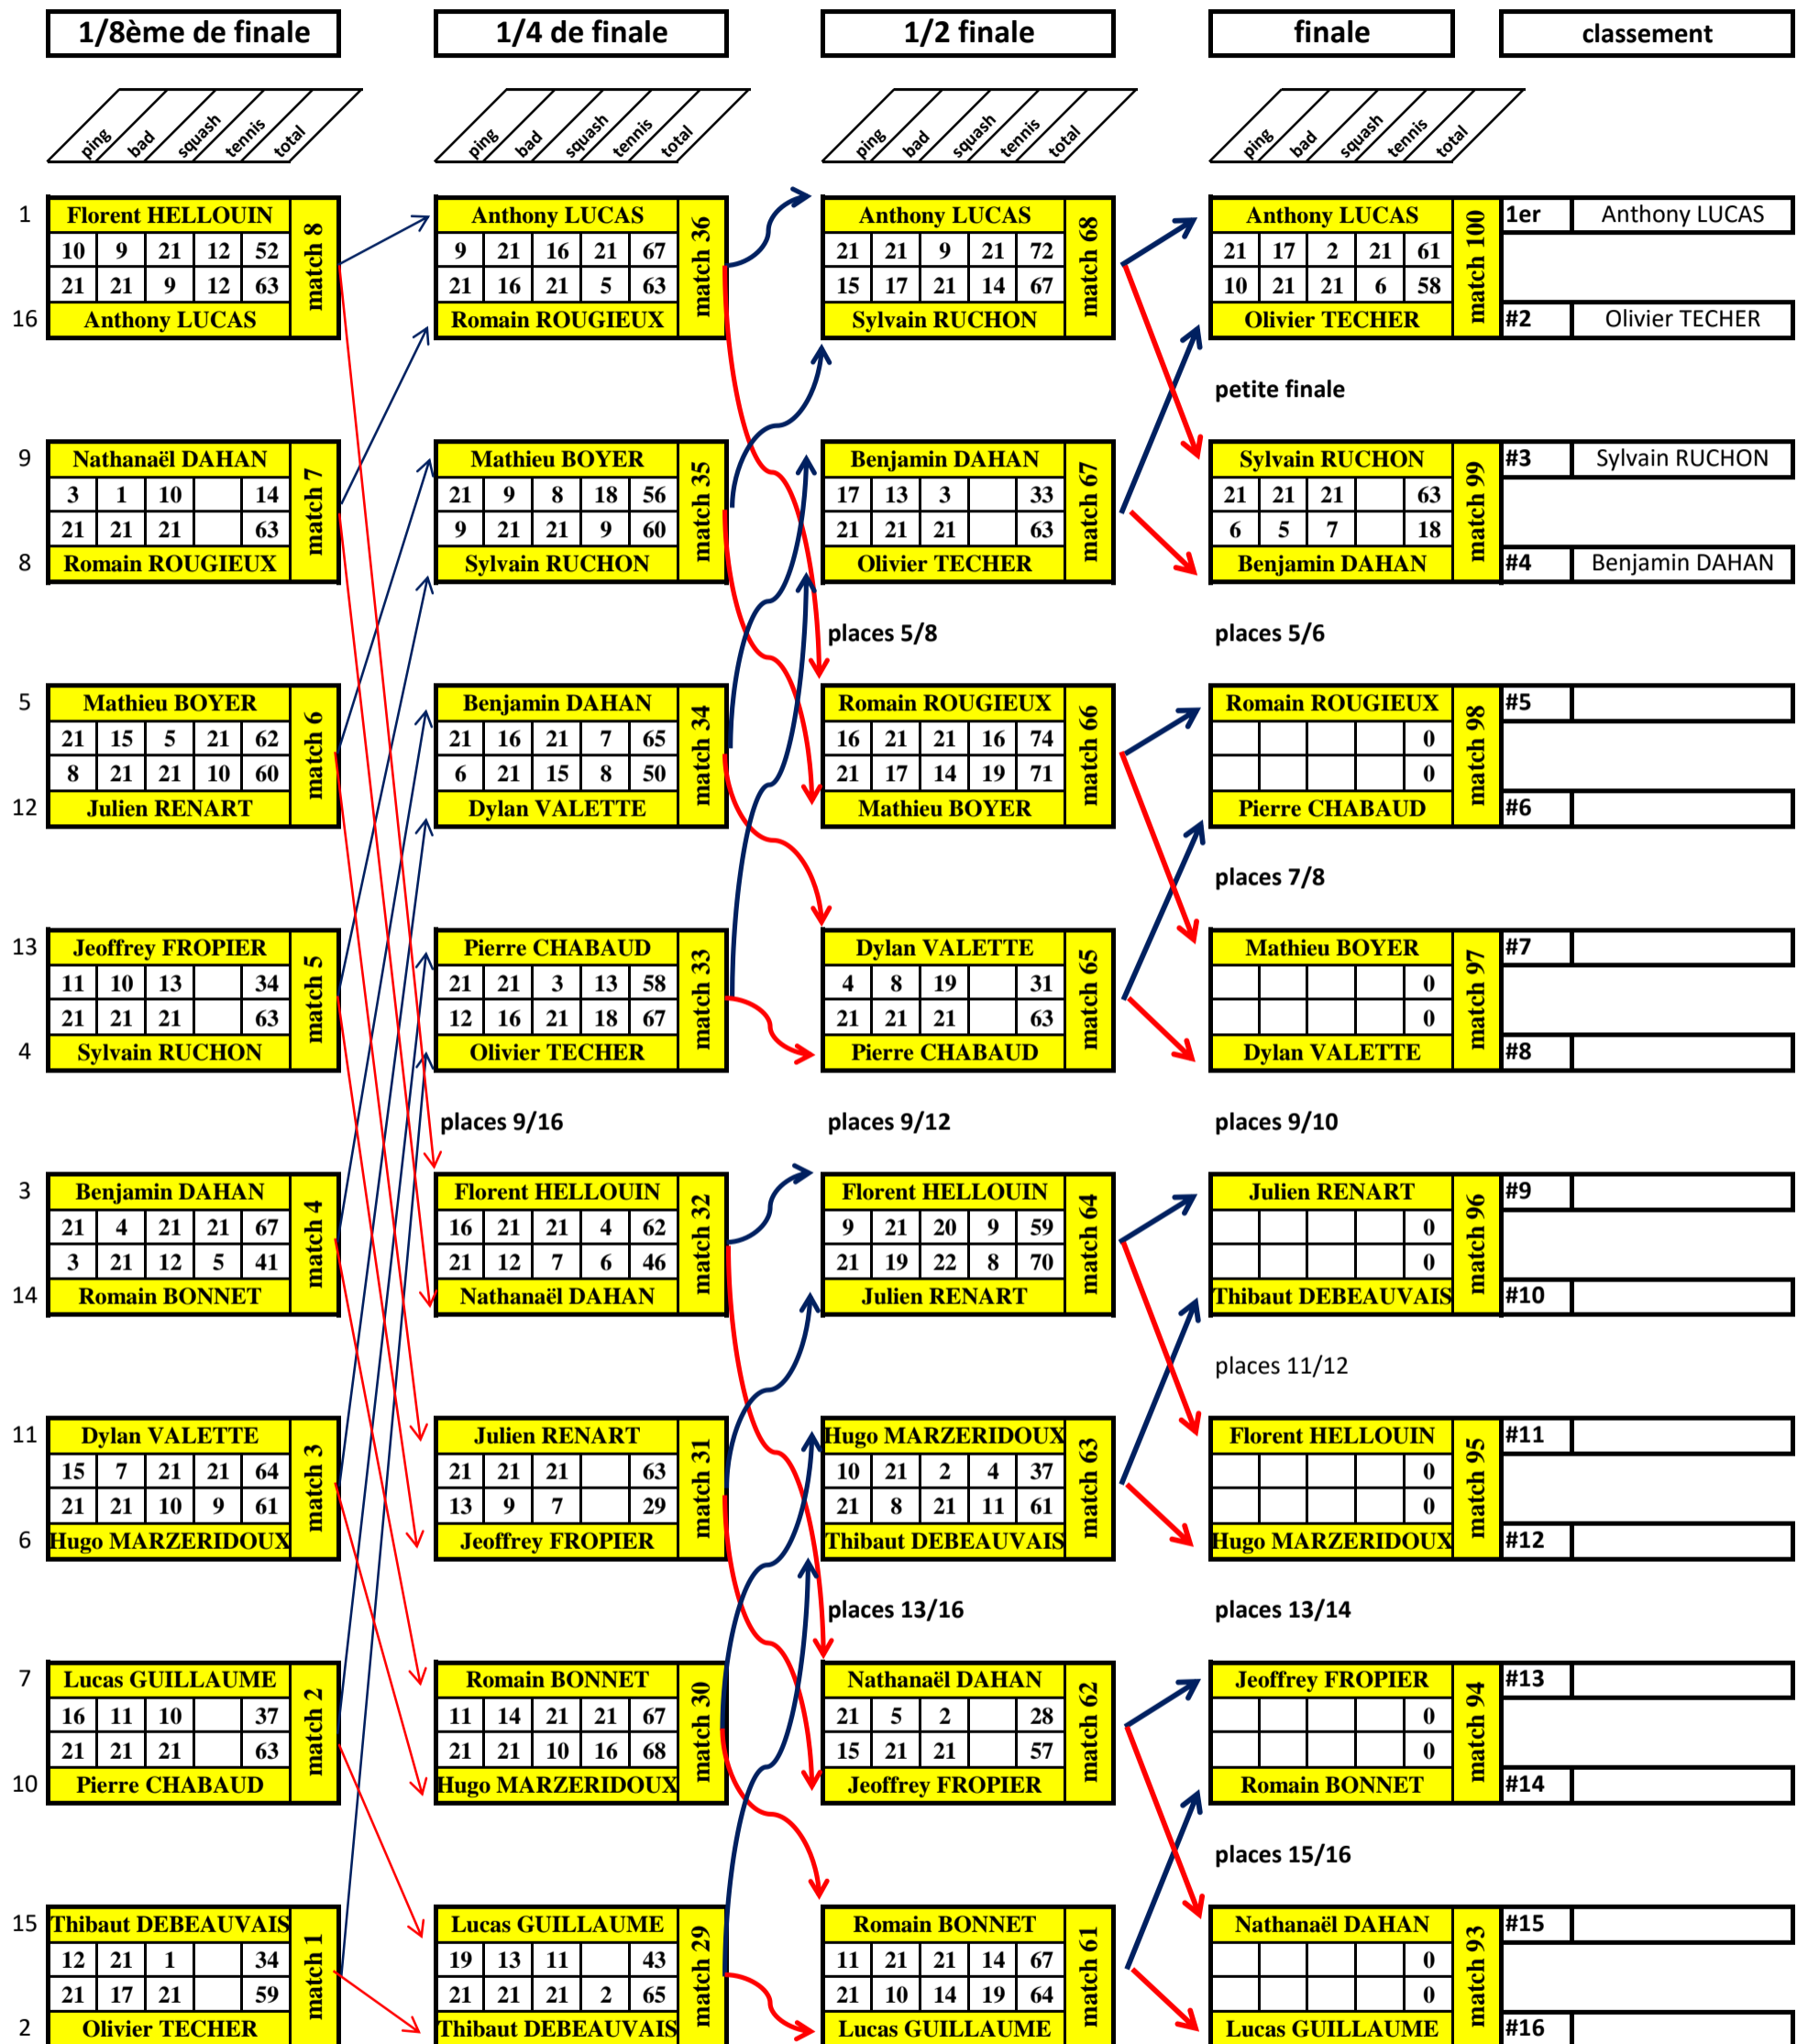 1/8ème de finale 1/4 de finale 1/2 finale finale classement
ping bad squash tennis total ping bad squash tennis total ping bad squash tennis total ping bad squash tennis total
1 Florent HELLOUIN match 8 Anthony LUCAS match 36 Anthony LUCAS match 68 Anthony LUCAS match 100 1er Anthony LUCAS
10 9 21 12 52 9 21 16 21 67 21 21 9 21 72 21 17 2 21 61
21 21 9 12 63 21 16 21 5 63 15 17 21 14 67 10 21 21 6 58
16 Anthony LUCAS Romain ROUGIEUX Sylvain RUCHON Olivier TECHER #2 Olivier TECHER
petite finale
9 Nathanaël DAHAN match 7 Mathieu BOYER match 35 Benjamin DAHAN match 67 Sylvain RUCHON match 99 #3 Sylvain RUCHON
3 1 10 14 21 9 8 18 56 17 13 3 33 21 21 21 63
21 21 21 63 9 21 21 9 60 21 21 21 63 6 5 7 18
8 Romain ROUGIEUX Sylvain RUCHON Olivier TECHER Benjamin DAHAN #4 Benjamin DAHAN
places 5/8 places 5/6
5 Mathieu BOYER match 6 Benjamin DAHAN match 34 Romain ROUGIEUX match 66 Romain ROUGIEUX match 98 #5
21 15 5 21 62 21 16 21 7 65 16 21 21 16 74 0
8 21 21 10 60 6 21 15 8 50 21 17 14 19 71 0
12 Julien RENART Dylan VALETTE Mathieu BOYER Pierre CHABAUD #6
places 7/8
13 Jeoffrey FROPIER match 5 Pierre CHABAUD match 33 Dylan VALETTE match 65 Mathieu BOYER match 97 #7
11 10 13 34 21 21 3 13 58 4 8 19 31 0
21 21 21 63 12 16 21 18 67 21 21 21 63 0
4 Sylvain RUCHON Olivier TECHER Pierre CHABAUD Dylan VALETTE #8
places 9/16 places 9/12 places 9/10
3 Benjamin DAHAN match 4 Florent HELLOUIN match 32 Florent HELLOUIN match 64 Julien RENART match 96 #9
21 4 21 21 67 16 21 21 4 62 9 21 20 9 59 0
3 21 12 5 41 21 12 7 6 46 21 19 22 8 70 0
14 Romain BONNET Nathanaël DAHAN Julien RENART Thibaut DEBEAUVAIS #10
places 11/12
11 Dylan VALETTE match 3 Julien RENART match 31 Hugo MARZERIDOUX match 63 Florent HELLOUIN match 95 #11
15 7 21 21 64 21 21 21 63 10 21 2 4 37 0
21 21 10 9 61 13 9 7 29 21 8 21 11 61 0
6 Hugo MARZERIDOUX Jeoffrey FROPIER Thibaut DEBEAUVAIS Hugo MARZERIDOUX #12
places 13/16 places 13/14
7 Lucas GUILLAUME match 2 Romain BONNET match 30 Nathanaël DAHAN match 62 Jeoffrey FROPIER match 94 #13
16 11 10 37 11 14 21 21 67 21 5 2 28 0
21 21 21 63 21 21 10 16 68 15 21 21 57 0
10 Pierre CHABAUD Hugo MARZERIDOUX Jeoffrey FROPIER Romain BONNET #14
places 15/16
15 Thibaut DEBEAUVAIS match 1 Lucas GUILLAUME match 29 Romain BONNET match 61 Nathanaël DAHAN match 93 #15
12 21 1 34 19 13 11 43 11 21 21 14 67 0
21 17 21 59 21 21 21 2 65 21 10 14 19 64 0
2 Olivier TECHER Thibaut DEBEAUVAIS Lucas GUILLAUME Lucas GUILLAUME #16